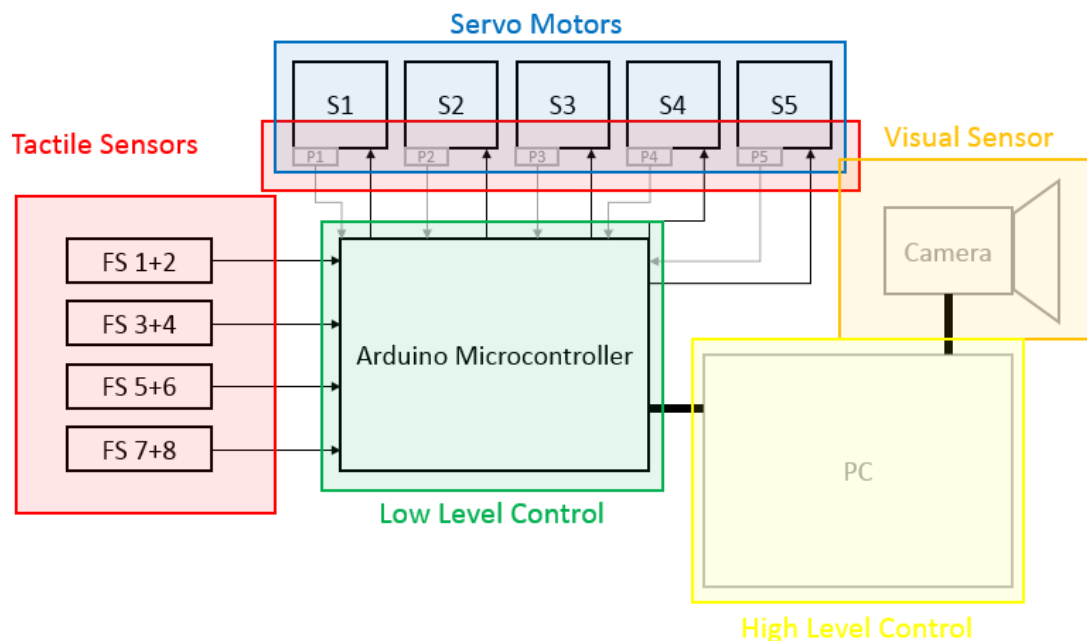 Servo Motors
S1 S2 S3 S4 S5
P1 P2 P3 P4 P5
Tactile Sensors
Visual Sensor
FS 1+2
FS 3+4
FS 5+6
FS 7+8
Camera
Arduino Microcontroller
PC
Low Level Control
High Level Control